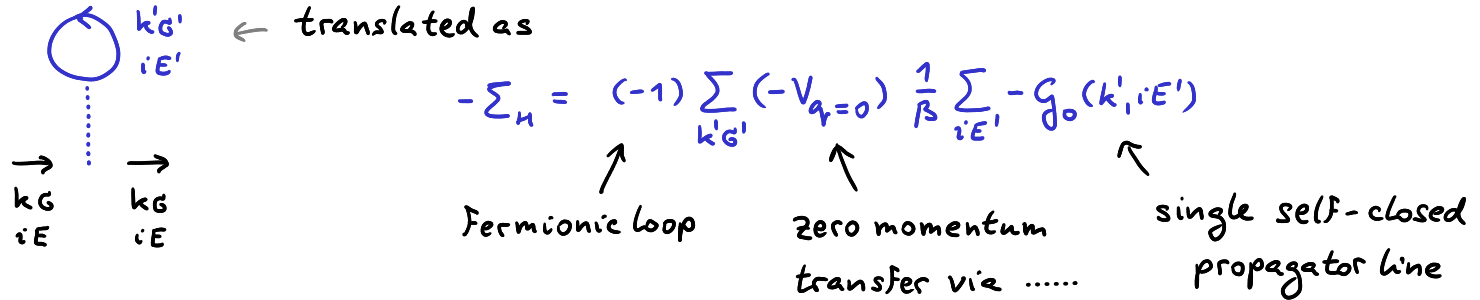 k'σ' ← translated as
iE'
-Σ_H = (-1) Σ_{k'σ'} (-V_{q=0}) 1/β Σ_{iE'} - G_0(k', iE')
kσ kσ
iE iE
Fermionic loop
zero momentum
transfer via ......
single self-closed
propagator line